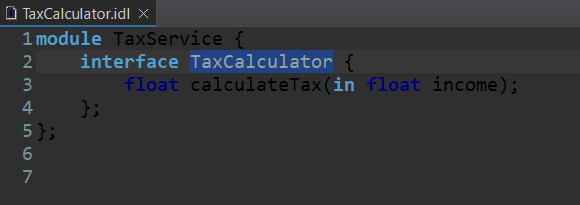 TaxCalculator.idl
1 module TaxService {
2     interface TaxCalculator {
3         float calculateTax(in float income);
4     };
5 };
6
7